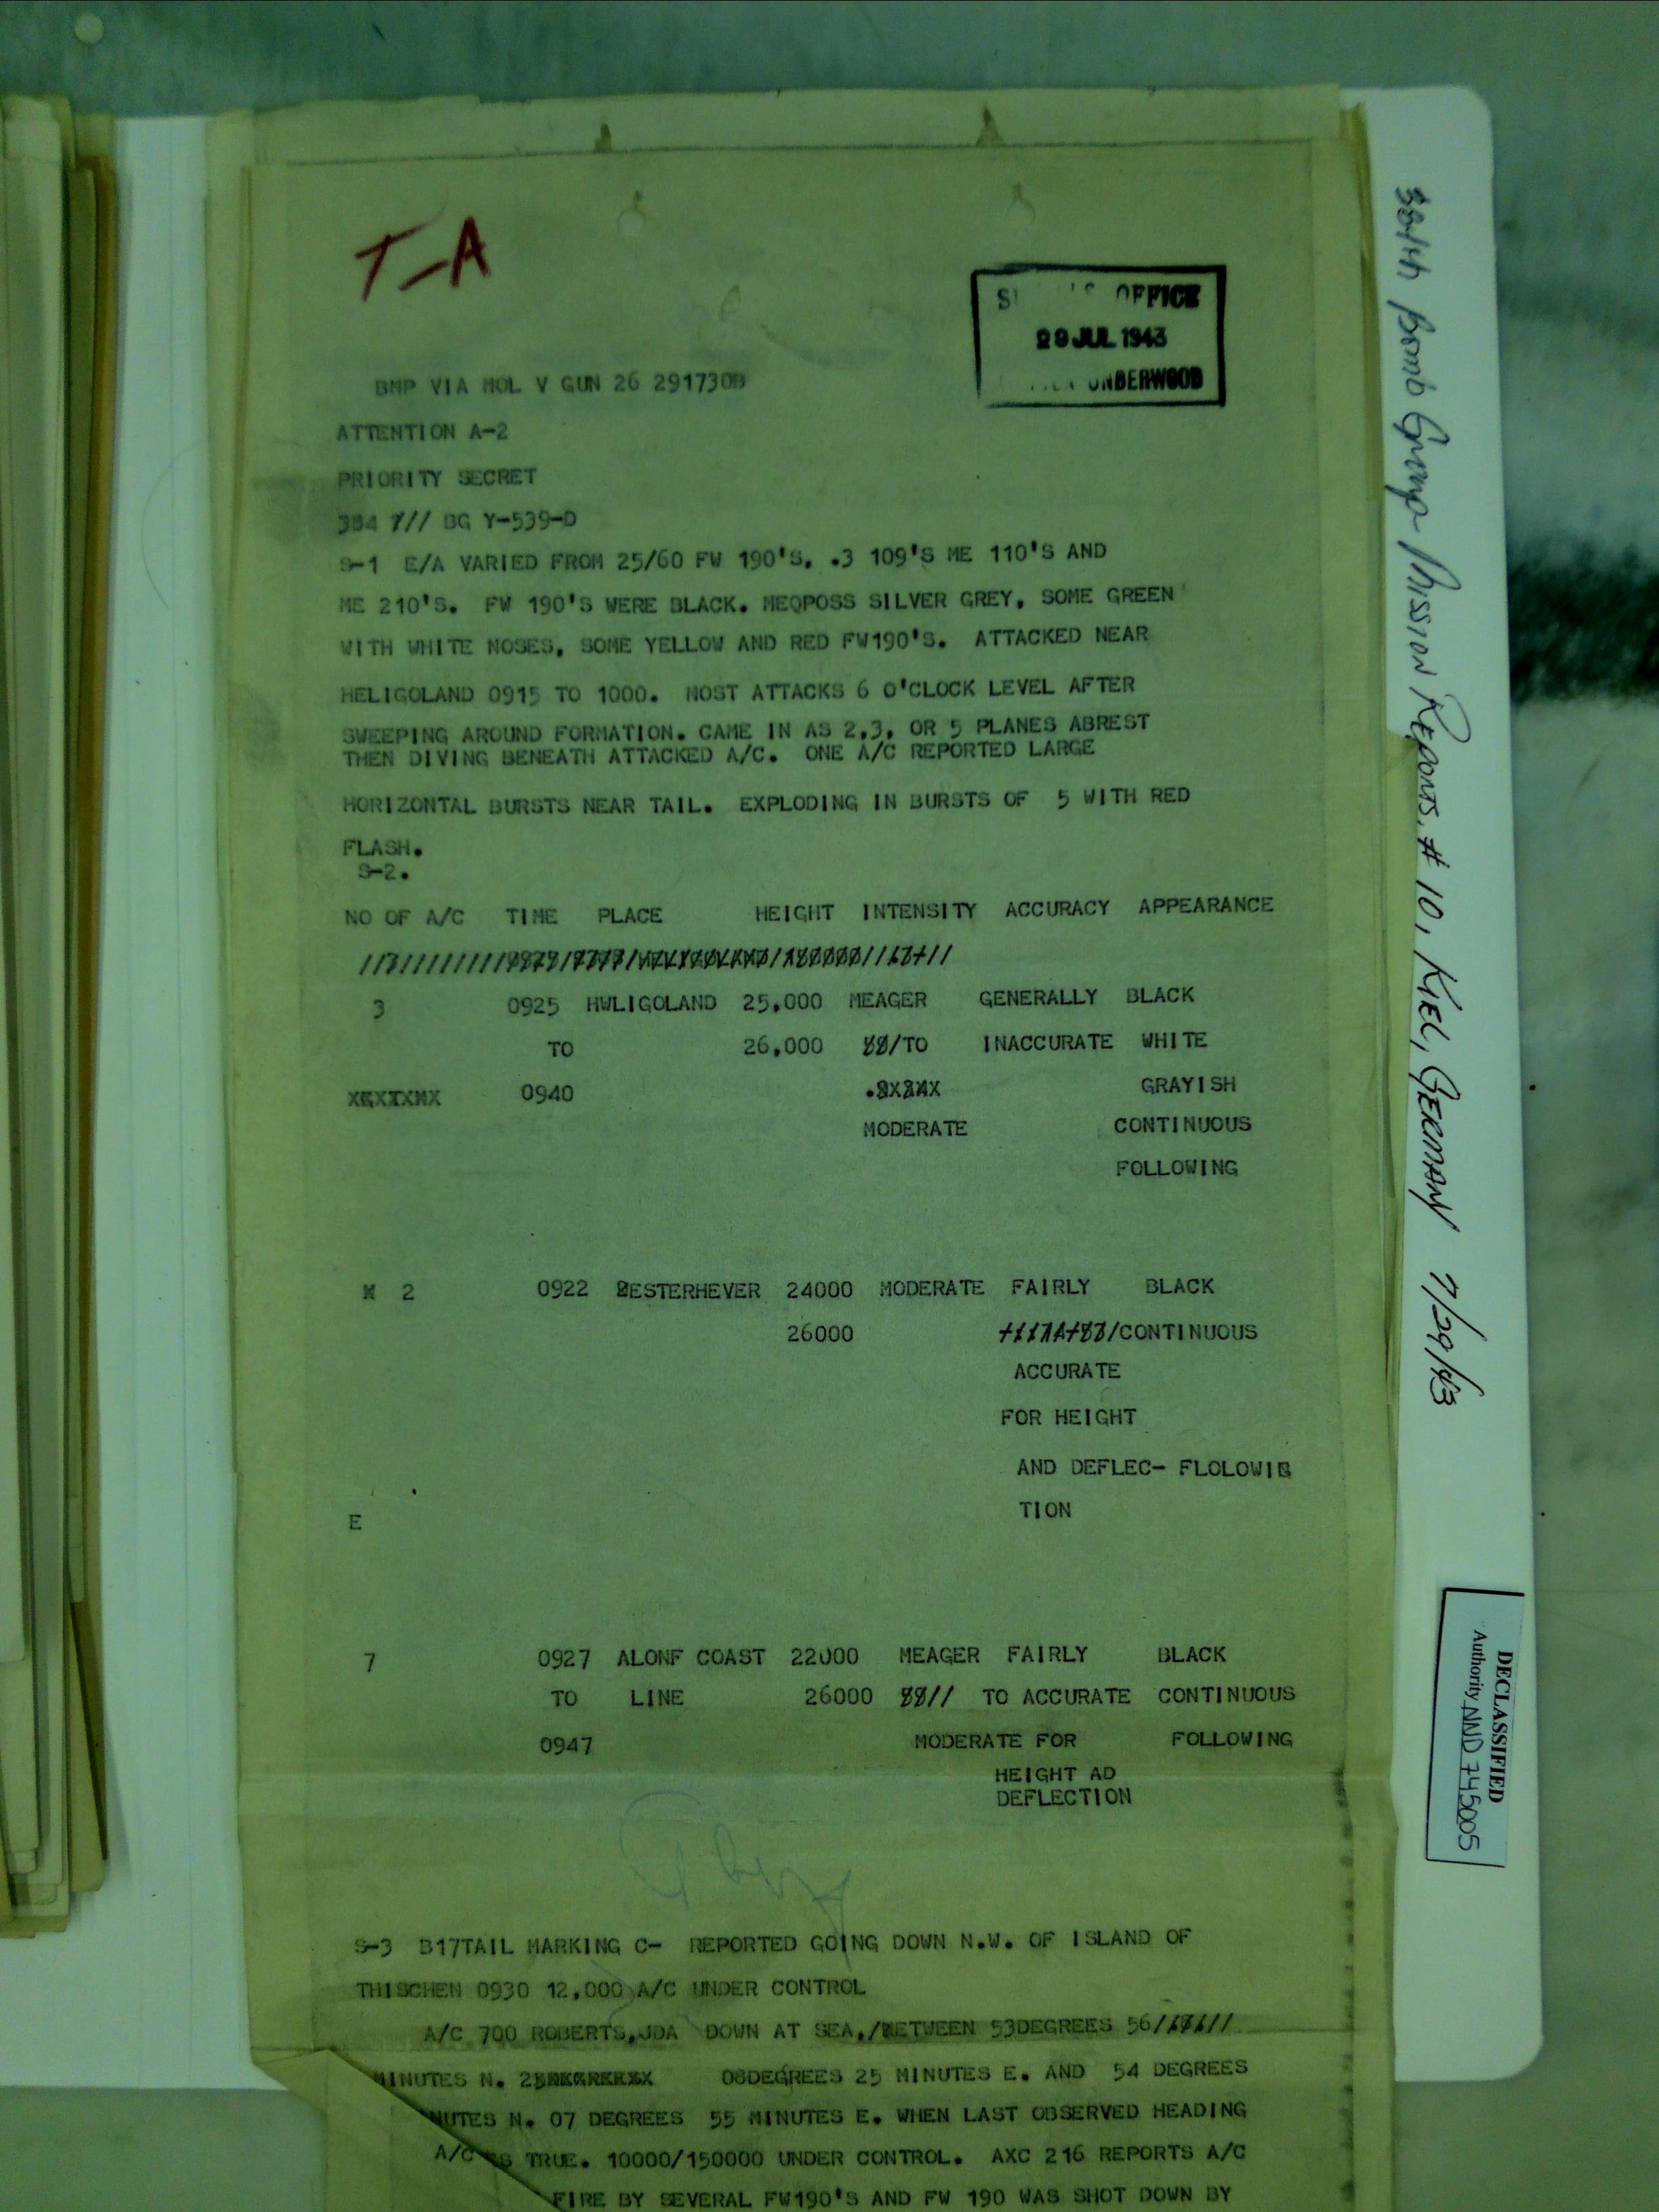 T-A
OFFICE
29 JUL 1943
UNDERWOOD
BMP VIA MOL V GUN 26 291730B
ATTENTION A-2
PRIORITY SECRET
384 /// BG Y-539-D
S-1 E/A VARIED FROM 25/60 FW 190'S. .3 109'S ME 110'S AND
ME 210'S. FW 190'S WERE BLACK. MEQPOSS SILVER GREY, SOME GREEN
WITH WHITE NOSES, SOME YELLOW AND RED FW190'S. ATTACKED NEAR
HELIGOLAND 0915 TO 1000. MOST ATTACKS 6 O'CLOCK LEVEL AFTER
SWEEPING AROUND FORMATION. CAME IN AS 2,3, OR 5 PLANES ABREST
THEN DIVING BENEATH ATTACKED A/C. ONE A/C REPORTED LARGE
HORIZONTAL BURSTS NEAR TAIL. EXPLODING IN BURSTS OF 5 WITH RED
FLASH.
S-2.
NO OF A/C TIME PLACE HEIGHT INTENSITY ACCURACY APPEARANCE
3 0925 HWLIGOLAND 25,000 MEAGER GENERALLY BLACK
TO 26,000 /TO INACCURATE WHITE
0940 GRAYISH
MODERATE CONTINUOUS
FOLLOWING
2 0922 ESTERHEVER 24000 MODERATE FAIRLY BLACK
26000 /CONTINUOUS
ACCURATE
FOR HEIGHT
AND DEFLEC- FLOLOWIG
E TION
7 0927 ALONF COAST 22000 MEAGER FAIRLY BLACK
TO LINE 26000 // TO ACCURATE CONTINUOUS
0947 MODERATE FOR FOLLOWING
HEIGHT AD
DEFLECTION
S-3 B17TAIL MARKING C- REPORTED GOING DOWN N.W. OF ISLAND OF
THISCHEN 0930 12,000 A/C UNDER CONTROL
A/C 700 ROBERTS,JDA DOWN AT SEA,/BETWEEN 53DEGREES 56
MINUTES N. 08DEGREES 25 MINUTES E. AND 54 DEGREES
NUTES N. 07 DEGREES 55 MINUTES E. WHEN LAST OBSERVED HEADING
A/C TRUE. 10000/150000 UNDER CONTROL. AXC 216 REPORTS A/C
FIRE BY SEVERAL FW190'S AND FW 190 WAS SHOT DOWN BY
384th Bomb Group Mission Reports, # 10, KIEL, GERMANY 7/29/43
DECLASSIFIED
Authority NND 745005